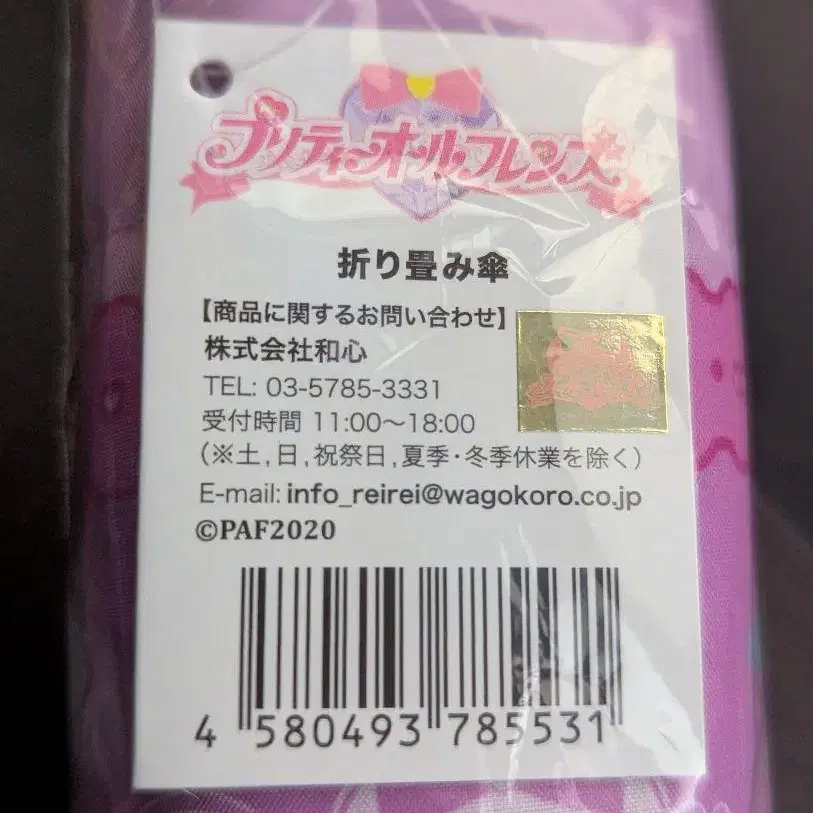 プリティーオールフレンズ
折り畳み傘
【商品に関するお問い合わせ】
株式会社和心
TEL: 03-5785-3331
受付時間 11:00〜18:00
(※土,日,祝祭日,夏季・冬季休業を除く)
E-mail: info_reirei@wagokoro.co.jp
©PAF2020
4 580493 785531